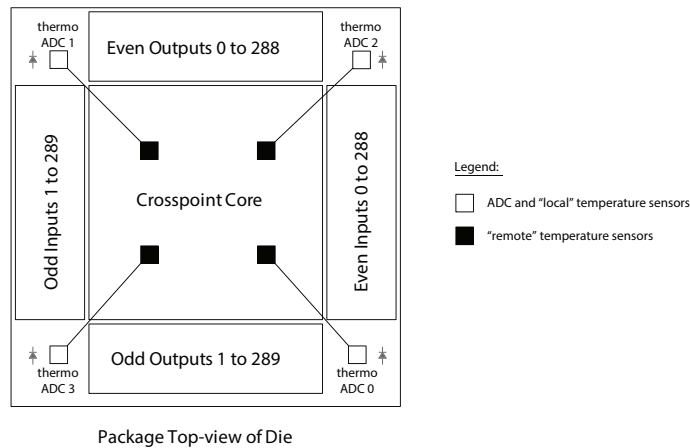 thermo
ADC 1
Even Outputs 0 to 288
thermo
ADC 2
Odd Inputs 1 to 289
Crosspoint Core
Even Inputs 0 to 288
Legend:
ADC and “local” temperature sensors
“remote” temperature sensors
thermo
ADC 3
Odd Outputs 1 to 289
thermo
ADC 0
Package Top-view of Die